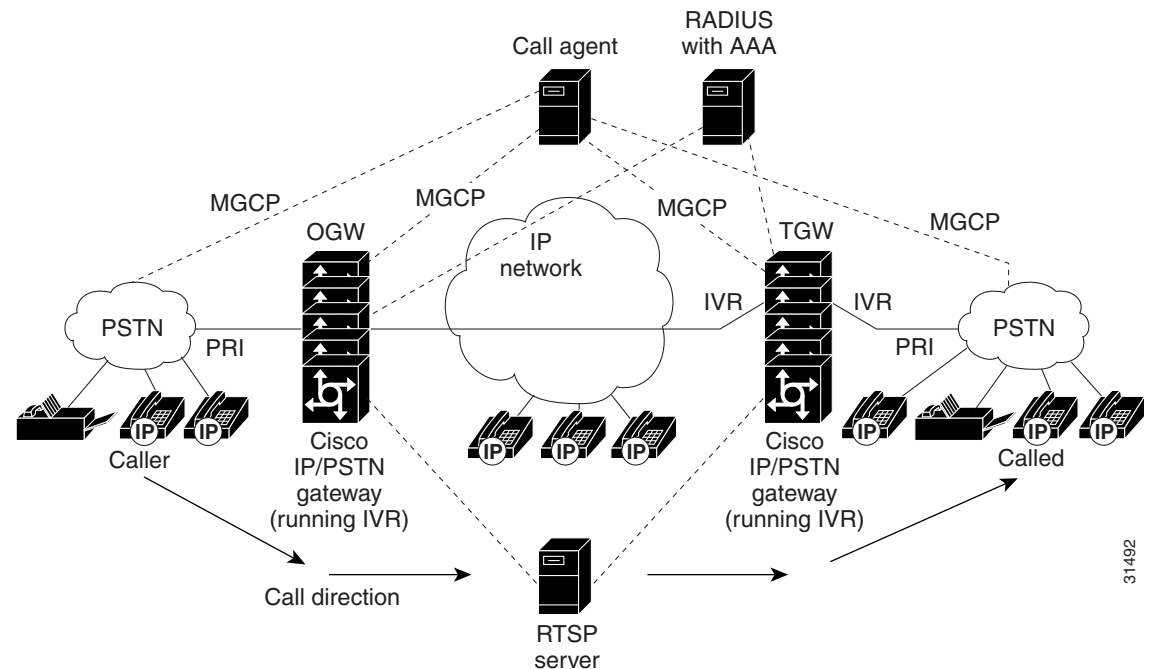 RADIUS
with AAA
Call agent
MGCP
MGCP
MGCP
MGCP
OGW
TGW
IP
network
IVR
IVR
PSTN
PSTN
PRI
PRI
IP
IP
IP
IP
IP
IP
IP
IP
Caller
Cisco
IP/PSTN
gateway
(running IVR)
Cisco
IP/PSTN
gateway
(running IVR)
Called
Call direction
RTSP
server
31492